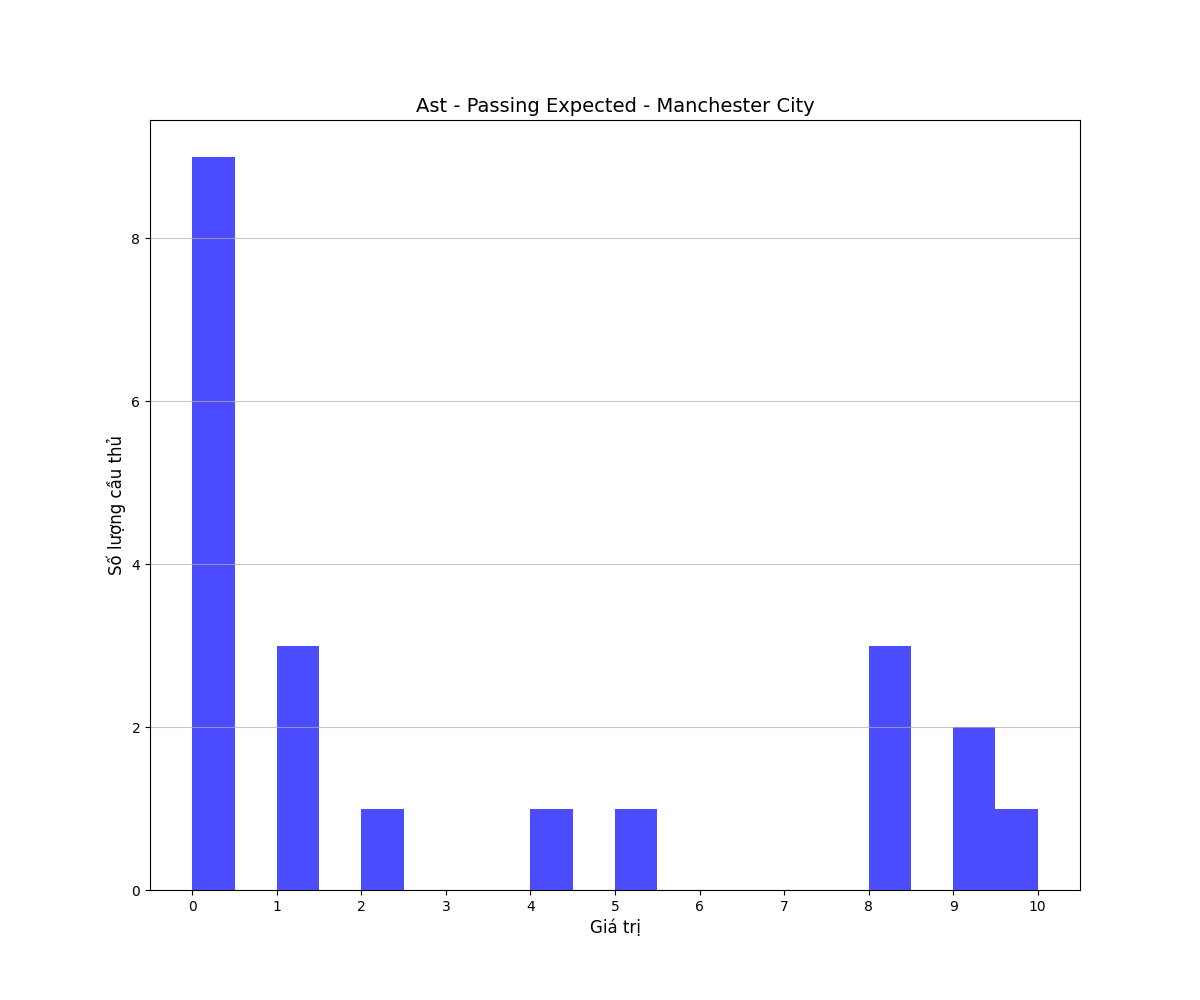 Ast - Passing Expected - Manchester City
8
6
4
2
0
Số lượng cầu thủ
0 1 2 3 4 5 6 7 8 9 10
Giá trị